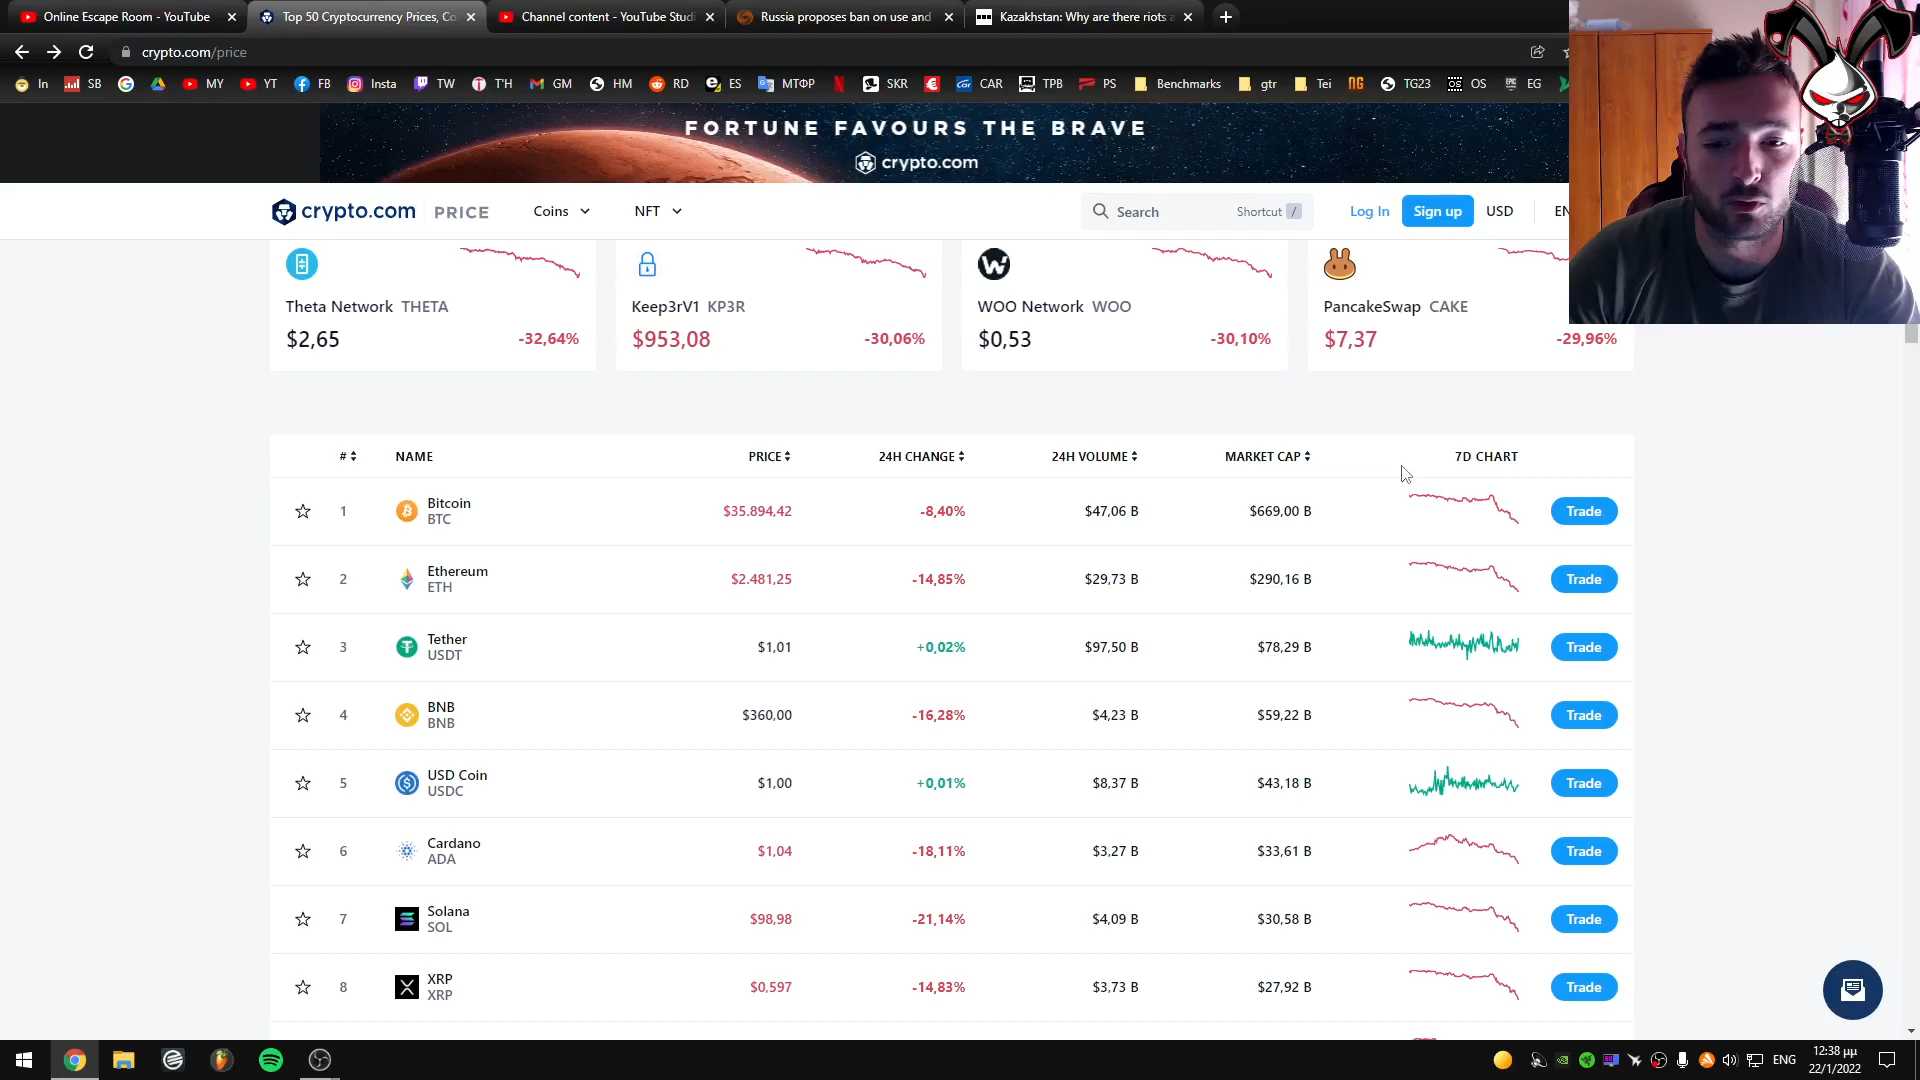 Online Escape Room - YouTube
Top 50 Cryptocurrency Prices, Co
Channel content - YouTube Studi
Russia proposes ban on use and
Kazakhstan: Why are there riots a
crypto.com/price
In SB MY YT FB Insta TW T'H GM HM RD ES ΜΤΦΡ SKR CAR TPB PS Benchmarks gtr Tei NG TG23 OS EG
FORTUNE FAVOURS THE BRAVE
crypto.com
crypto.com PRICE Coins NFT Search Shortcut / Log In Sign up USD EN
Theta Network THETA
$2,65 -32,64%
Keep3rV1 KP3R
$953,08 -30,06%
WOO Network WOO
$0,53 -30,10%
PancakeSwap CAKE
$7,37 -29,96%
# NAME PRICE 24H CHANGE 24H VOLUME MARKET CAP 7D CHART
1 Bitcoin $35.894,42 -8,40% $47,06 B $669,00 B Trade
BTC
2 Ethereum $2.481,25 -14,85% $29,73 B $290,16 B Trade
ETH
3 Tether $1,01 +0,02% $97,50 B $78,29 B Trade
USDT
4 BNB $360,00 -16,28% $4,23 B $59,22 B Trade
BNB
5 USD Coin $1,00 +0,01% $8,37 B $43,18 B Trade
USDC
6 Cardano $1,04 -18,11% $3,27 B $33,61 B Trade
ADA
7 Solana $98,98 -21,14% $4,09 B $30,58 B Trade
SOL
8 XRP $0,597 -14,83% $3,73 B $27,92 B Trade
XRP
ENG
12:38 μμ
22/1/2022